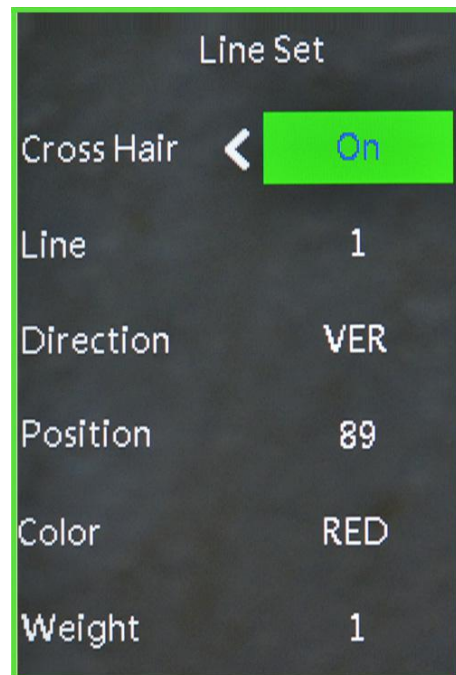 Line Set
Cross Hair < On
Line 1
Direction VER
Position 89
Color RED
Weight 1